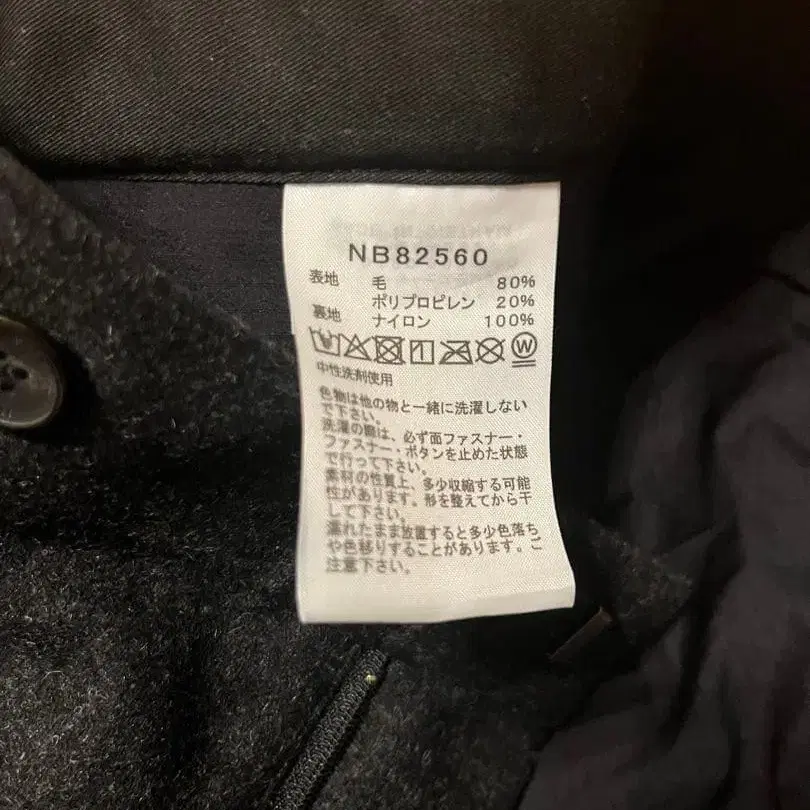 NB82560
表地 毛 80%
ポリプロピレン 20%
裏地 ナイロン 100%
W
中性洗剤使用
色物は他の物と一緒に洗濯しない
で下さい。
洗濯の際は、必ず面ファスナー・
ファスナー・ボタンを止めた状態
で行って下さい。
素材の性質上、多少収縮する可能
性があります。形を整えてから干
して下さい。
濡れたまま放置すると多少色落ち
や色移りすることがあります。ご
注意下さい。